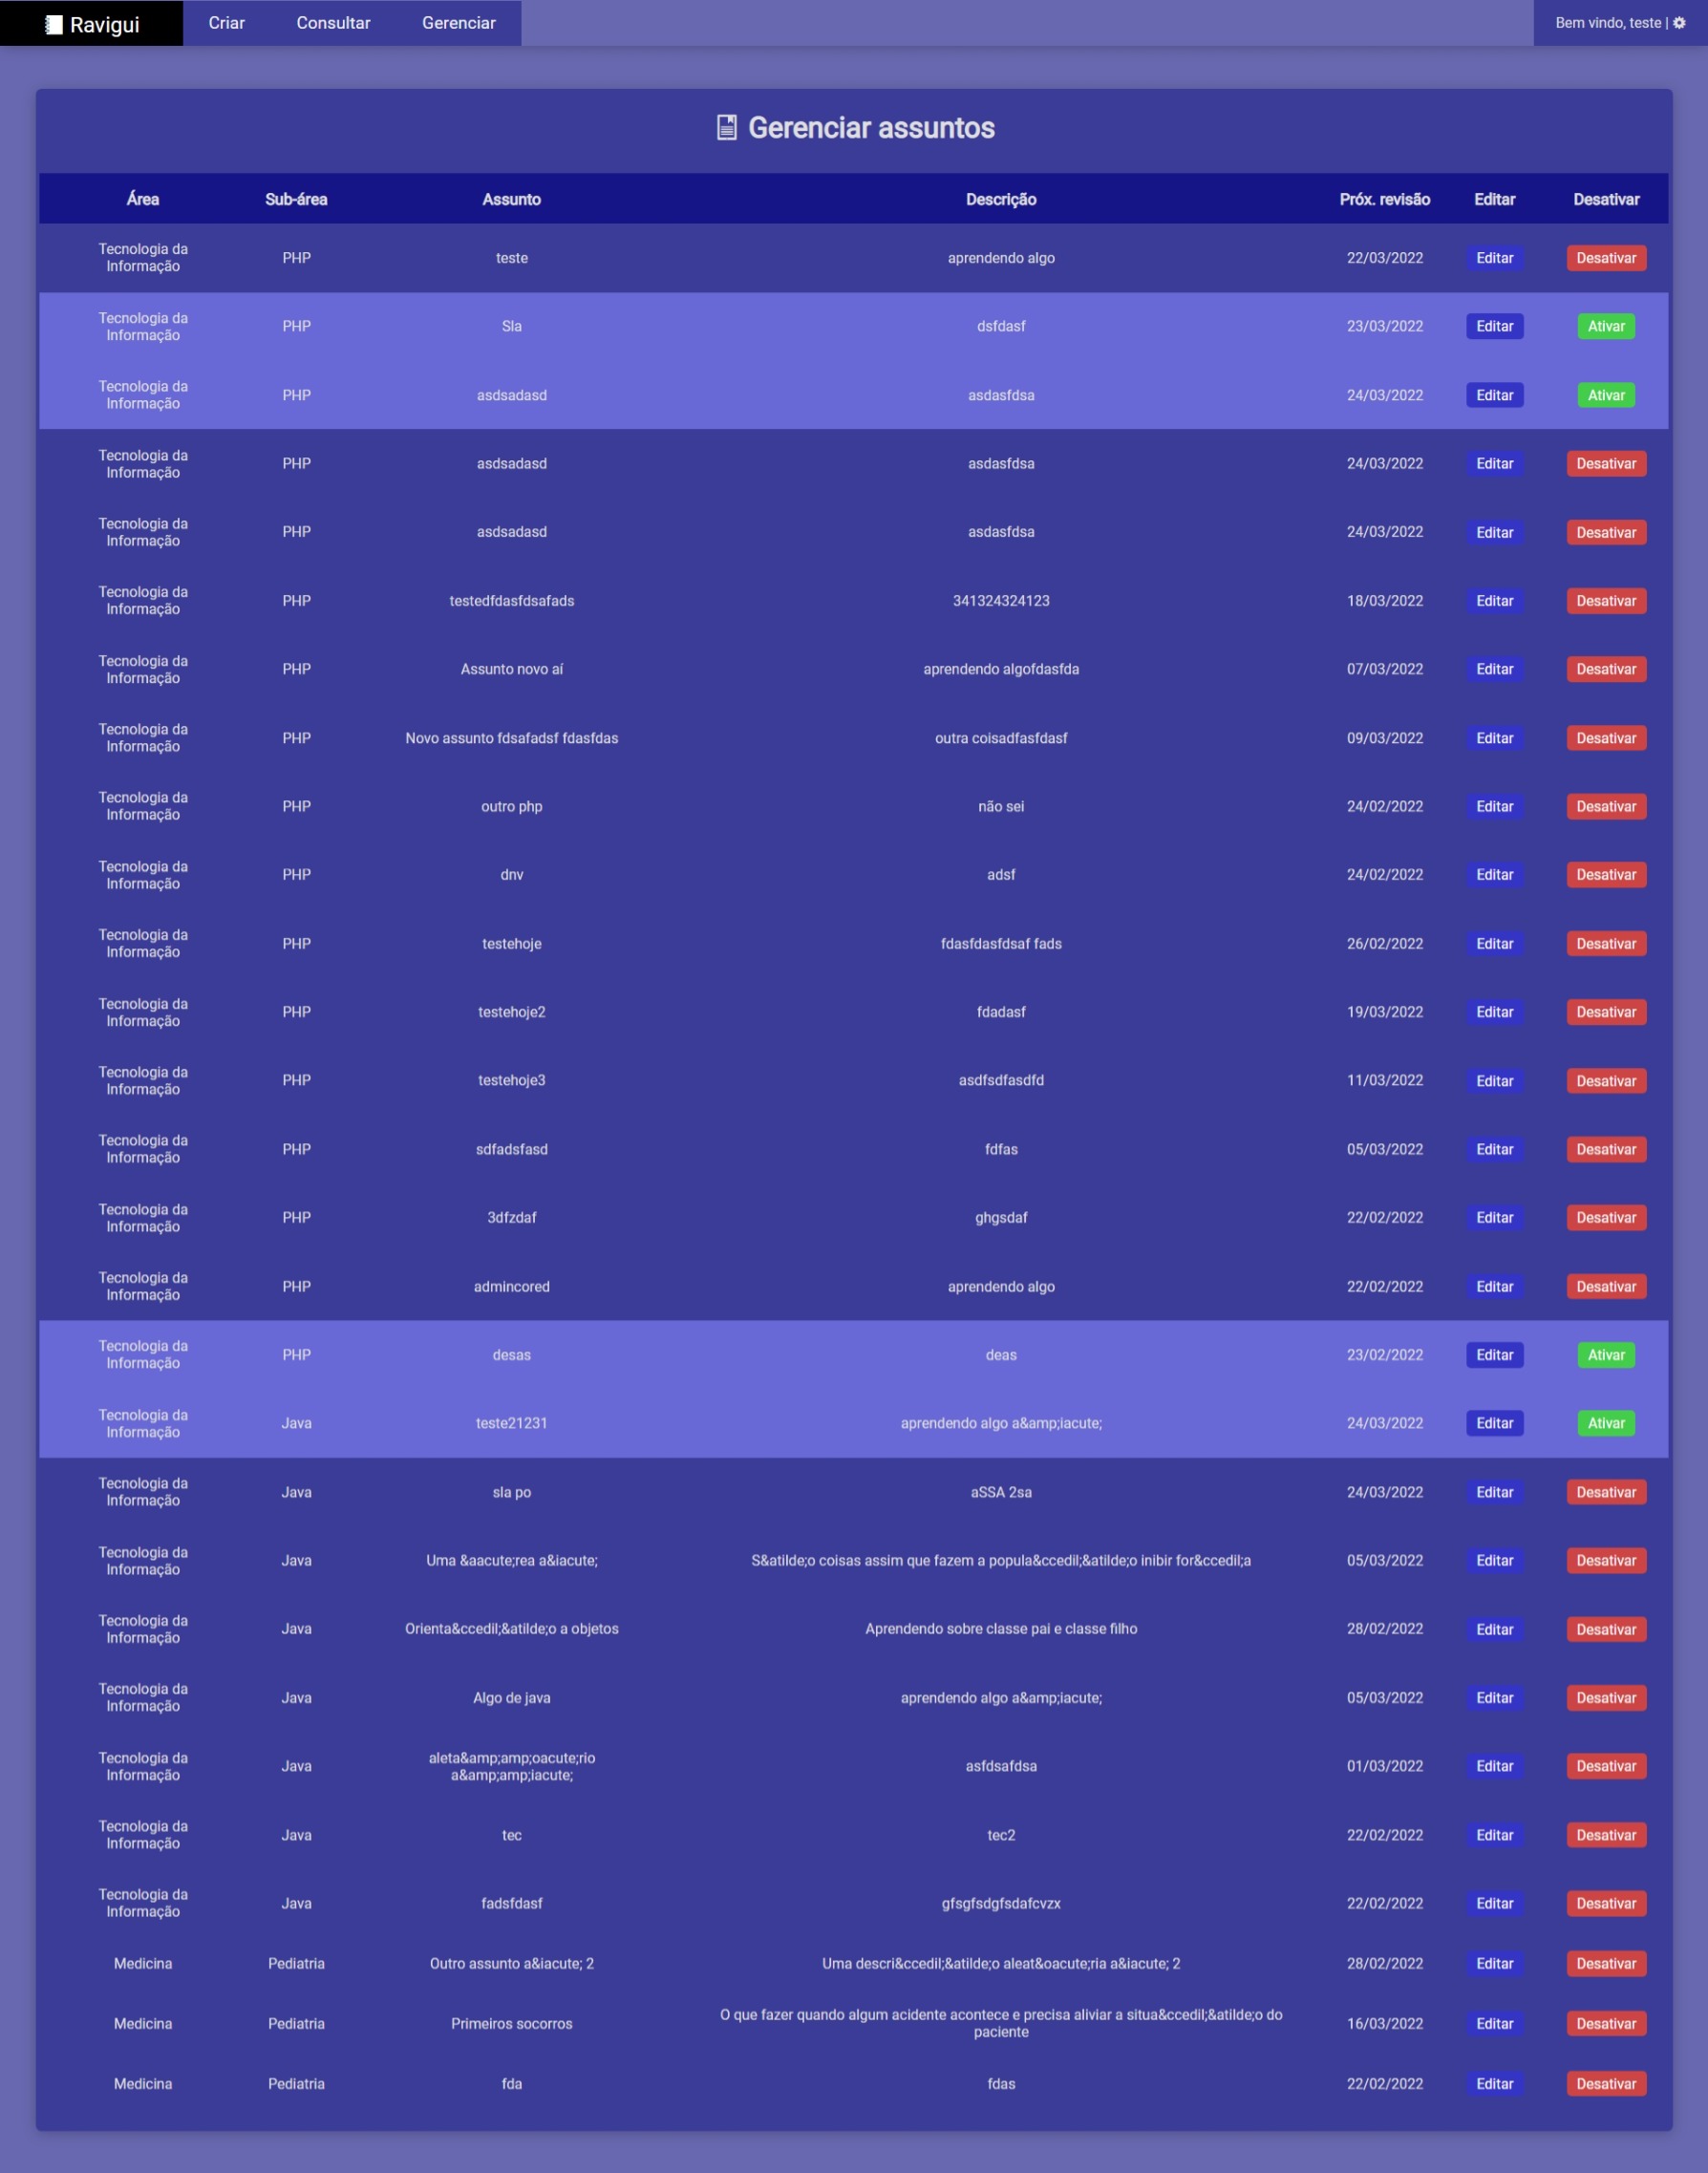 Ravigui Criar Consultar Gerenciar Bem vindo, teste |
Gerenciar assuntos
Área Sub-área Assunto Descrição Próx. revisão Editar Desativar
Tecnologia da
Informação PHP teste aprendendo algo 22/03/2022 Editar Desativar
Tecnologia da
Informação PHP Sla dsfdasf 23/03/2022 Editar Ativar
Tecnologia da
Informação PHP asdsadasd asdasfdsa 24/03/2022 Editar Ativar
Tecnologia da
Informação PHP asdsadasd asdasfdsa 24/03/2022 Editar Desativar
Tecnologia da
Informação PHP asdsadasd asdasfdsa 24/03/2022 Editar Desativar
Tecnologia da
Informação PHP testedfdasfdsafads 341324324123 18/03/2022 Editar Desativar
Tecnologia da
Informação PHP Assunto novo aí aprendendo algofdasfda 07/03/2022 Editar Desativar
Tecnologia da
Informação PHP Novo assunto fdsafadsf fdasfdas outra coisadfasfdasf 09/03/2022 Editar Desativar
Tecnologia da
Informação PHP outro php não sei 24/02/2022 Editar Desativar
Tecnologia da
Informação PHP dnv adsf 24/02/2022 Editar Desativar
Tecnologia da
Informação PHP testehoje fdasfdasfdsaf fads 26/02/2022 Editar Desativar
Tecnologia da
Informação PHP testehoje2 fdadasf 19/03/2022 Editar Desativar
Tecnologia da
Informação PHP testehoje3 asdfsdfasdfd 11/03/2022 Editar Desativar
Tecnologia da
Informação PHP sdfadsfasd fdfas 05/03/2022 Editar Desativar
Tecnologia da
Informação PHP 3dfzdaf ghgsdaf 22/02/2022 Editar Desativar
Tecnologia da
Informação PHP admincored aprendendo algo 22/02/2022 Editar Desativar
Tecnologia da
Informação PHP desas deas 23/02/2022 Editar Ativar
Tecnologia da
Informação Java teste21231 aprendendo algo a&amp;iacute; 24/03/2022 Editar Ativar
Tecnologia da
Informação Java sla po aSSA 2sa 24/03/2022 Editar Desativar
Tecnologia da
Informação Java Uma &aacute;rea a&iacute; S&atilde;o coisas assim que fazem a popula&ccedil;&atilde;o inibir for&ccedil;a 05/03/2022 Editar Desativar
Tecnologia da
Informação Java Orienta&ccedil;&atilde;o a objetos Aprendendo sobre classe pai e classe filho 28/02/2022 Editar Desativar
Tecnologia da
Informação Java Algo de java aprendendo algo a&amp;iacute; 05/03/2022 Editar Desativar
Tecnologia da
Informação Java aleta&amp;amp;oacute;rio
a&amp;amp;iacute; asfdsafdsa 01/03/2022 Editar Desativar
Tecnologia da
Informação Java tec tec2 22/02/2022 Editar Desativar
Tecnologia da
Informação Java fadsfdasf gfsgfsdgfsdafcvzx 22/02/2022 Editar Desativar
Medicina Pediatria Outro assunto a&iacute; 2 Uma descri&ccedil;&atilde;o aleat&oacute;ria a&iacute; 2 28/02/2022 Editar Desativar
Medicina Pediatria Primeiros socorros O que fazer quando algum acidente acontece e precisa aliviar a situa&ccedil;&atilde;o do
paciente 16/03/2022 Editar Desativar
Medicina Pediatria fda fdas 22/02/2022 Editar Desativar